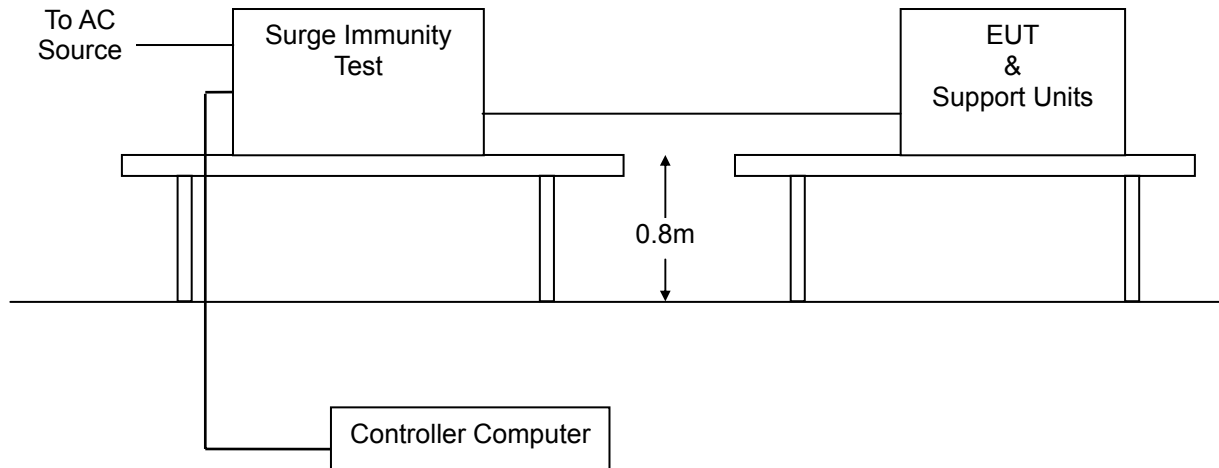 To AC
Source
Surge Immunity
Test
EUT
&
Support Units
0.8m
Controller Computer